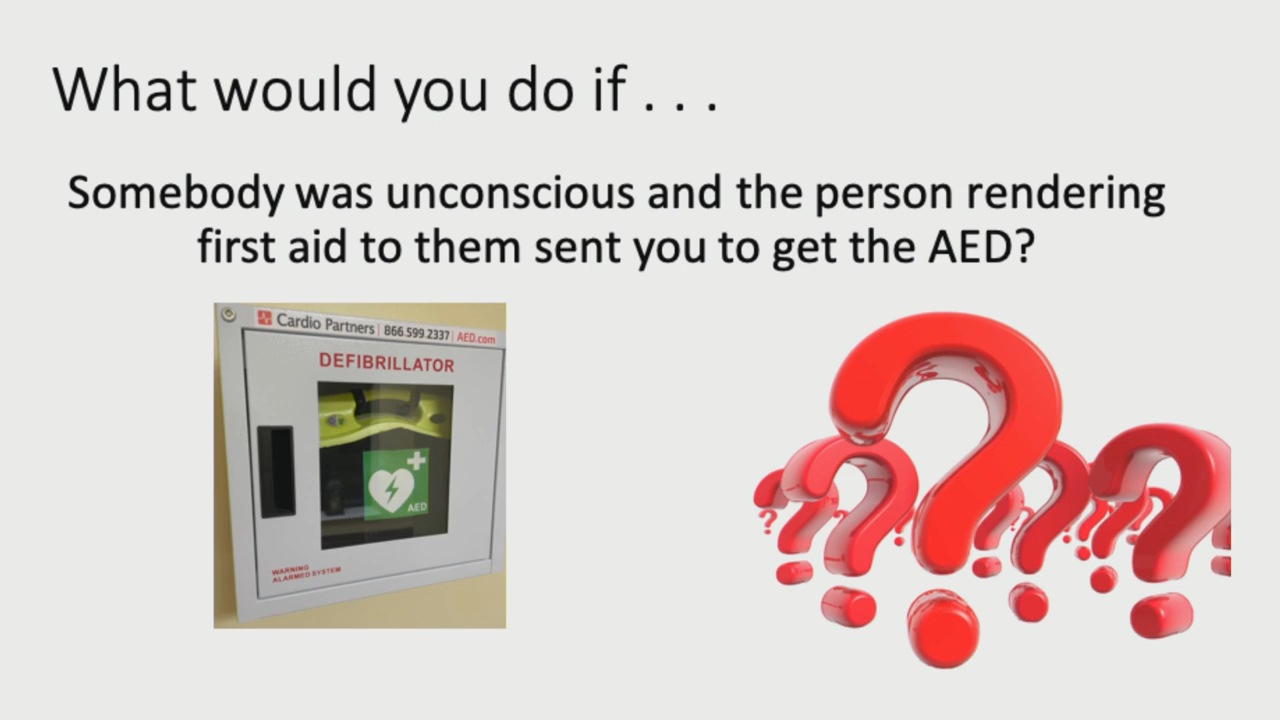 What would you do if . . .
Somebody was unconscious and the person rendering
first aid to them sent you to get the AED?
Cardio Partners | 866.599.2337 | AED.com
DEFIBRILLATOR
AED
WARNING
ALARMED SYSTEM